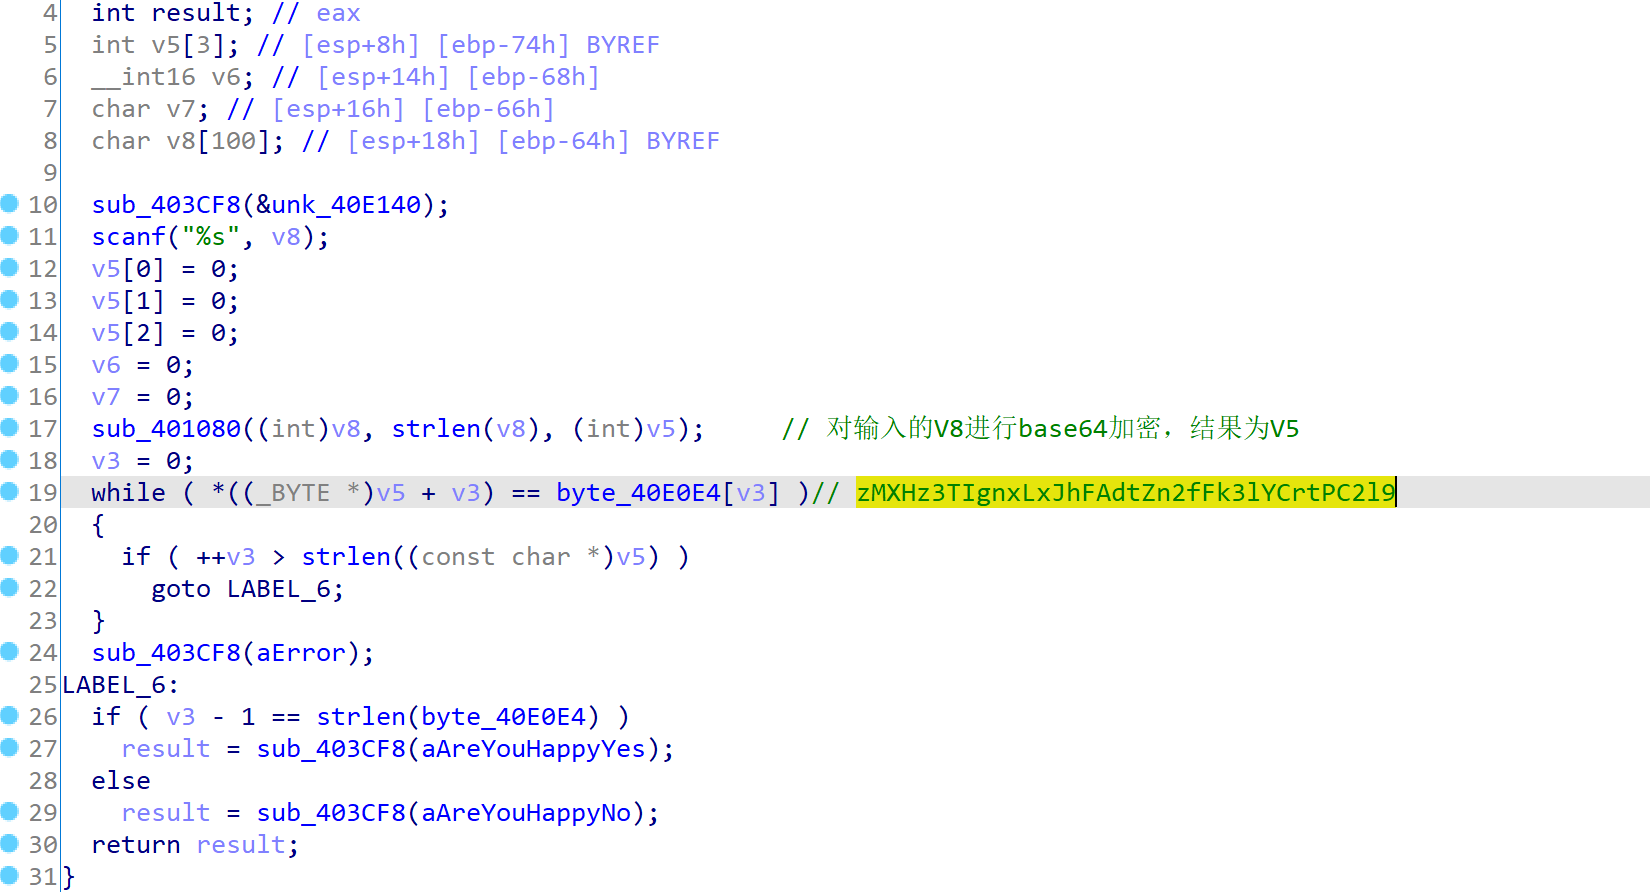 4 int result; // eax
5 int v5[3]; // [esp+8h] [ebp-74h] BYREF
6 __int16 v6; // [esp+14h] [ebp-68h]
7 char v7; // [esp+16h] [ebp-66h]
8 char v8[100]; // [esp+18h] [ebp-64h] BYREF
9
10 sub_403CF8(&unk_40E140);
11 scanf("%s", v8);
12 v5[0] = 0;
13 v5[1] = 0;
14 v5[2] = 0;
15 v6 = 0;
16 v7 = 0;
17 sub_401080((int)v8, strlen(v8), (int)v5); // 对输入的V8进行base64加密，结果为V5
18 v3 = 0;
19 while ( *((_BYTE *)v5 + v3) == byte_40E0E4[v3] )// zMXHz3TIgnxLxJhFAdtZn2fFk3lYCrtPC2l9
20 {
21 if ( ++v3 > strlen((const char *)v5) )
22 goto LABEL_6;
23 }
24 sub_403CF8(aError);
25 LABEL_6:
26 if ( v3 - 1 == strlen(byte_40E0E4) )
27 result = sub_403CF8(aAreYouHappyYes);
28 else
29 result = sub_403CF8(aAreYouHappyNo);
30 return result;
31 }